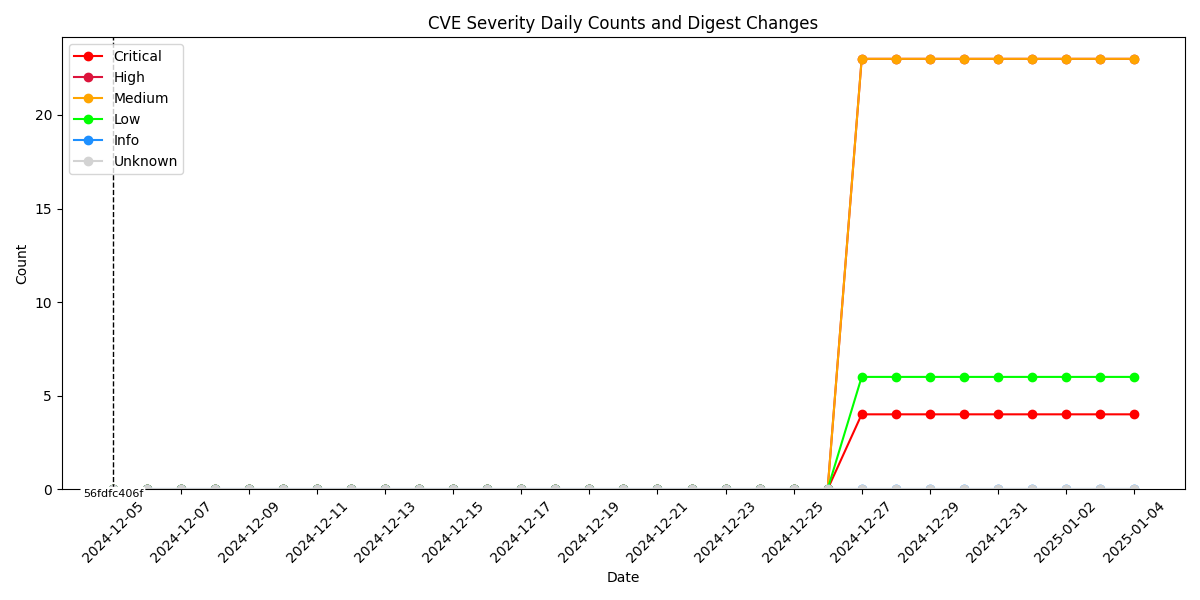 CVE Severity Daily Counts and Digest Changes
Critical
High
Medium
Low
Info
Unknown
Count
20
15
10
5
0
56fdfc406f
2024-12-05
2024-12-07
2024-12-09
2024-12-11
2024-12-13
2024-12-15
2024-12-17
2024-12-19
2024-12-21
2024-12-23
2024-12-25
2024-12-27
2024-12-29
2024-12-31
2025-01-02
2025-01-04
Date